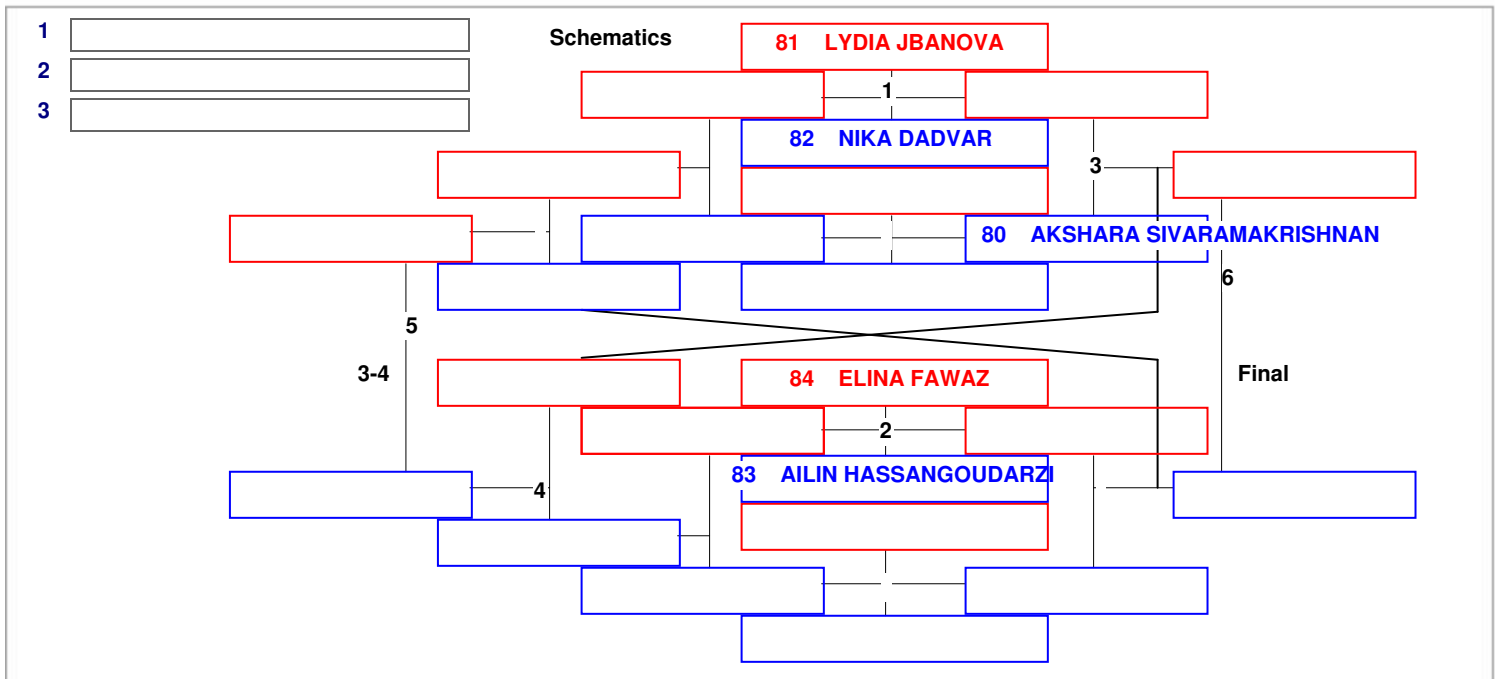 1
Schematics
81 LYDIA JBANOVA
2
1
3
82 NIKA DADVAR
3
80 AKSHARA SIVARAMAKRISHNAN
6
5
3-4
84 ELINA FAWAZ
Final
2
83 AILIN HASSANGOUDARZI
4